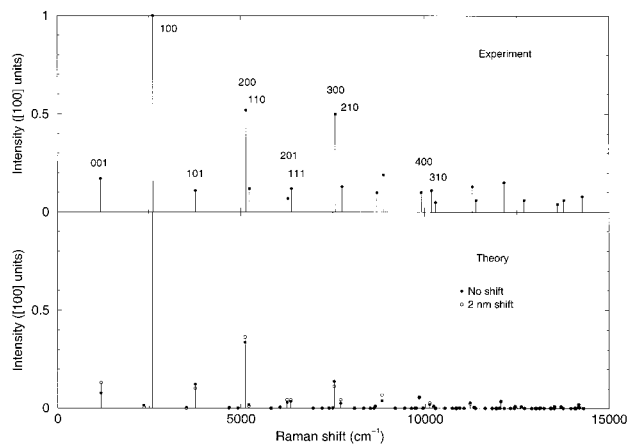 1
0.5
0
Intensity ([100] units)
Experiment
100
001
101
200
110
201
111
300
210
400
310
0.5
0
Intensity ([100] units)
Theory
No shift
2 nm shift
0
5000
10000
15000
Raman shift (cm⁻¹)